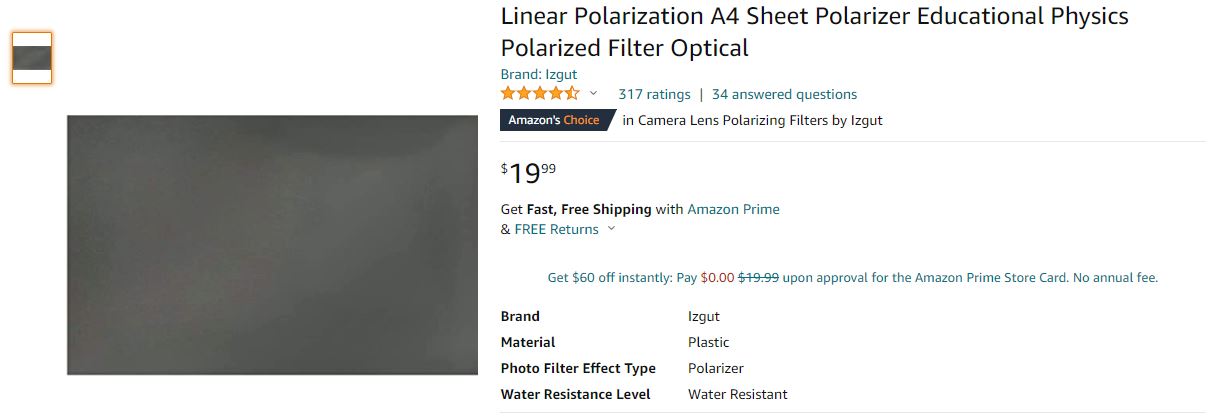 Linear Polarization A4 Sheet Polarizer Educational Physics
Polarized Filter Optical
Brand: Izgut
317 ratings | 34 answered questions
Amazon's Choice in Camera Lens Polarizing Filters by Izgut
$19.99
Get Fast, Free Shipping with Amazon Prime
& FREE Returns
Get $60 off instantly: Pay $0.00 $19.99 upon approval for the Amazon Prime Store Card. No annual fee.
Brand Izgut
Material Plastic
Photo Filter Effect Type Polarizer
Water Resistance Level Water Resistant